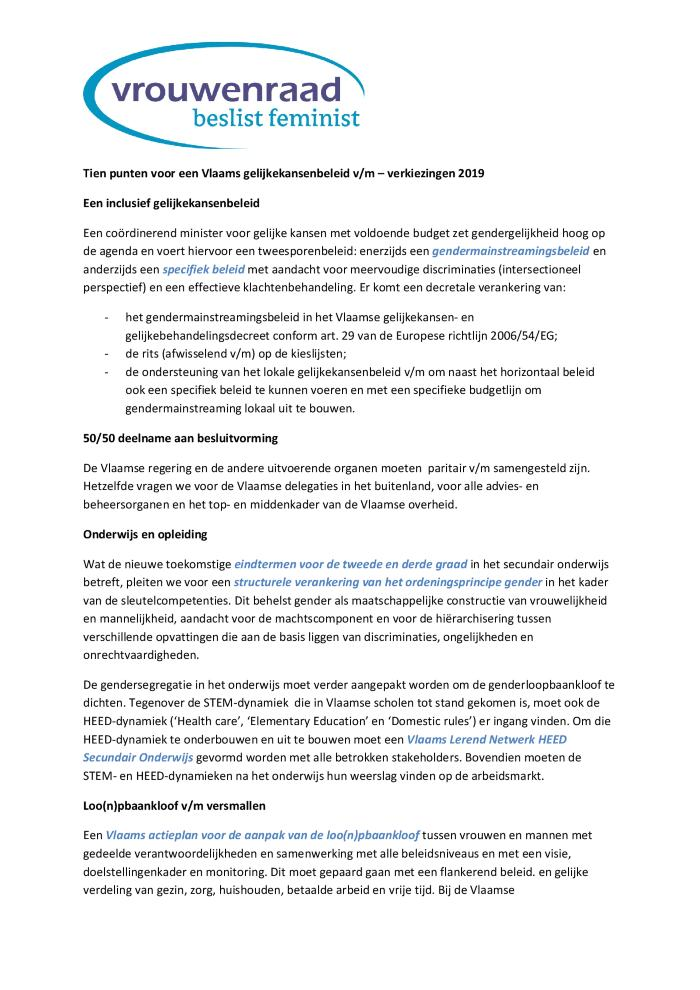 vrouwenraad
beslist feminist
Tien punten voor een Vlaams gelijkekansenbeleid v/m – verkiezingen 2019
Een inclusief gelijkekansenbeleid
Een coördinerend minister voor gelijke kansen met voldoende budget zet gendergelijkheid hoog op
de agenda en voert hiervoor een tweesporenbeleid: enerzijds een gendermainstreamingsbeleid en
anderzijds een specifiek beleid met aandacht voor meervoudige discriminaties (intersectioneel
perspectief) en een effectieve klachtenbehandeling. Er komt een decretale verankering van:
- het gendermainstreamingsbeleid in het Vlaamse gelijkekansen- en
gelijkebehandelingsdecreet conform art. 29 van de Europese richtlijn 2006/54/EG;
- de rits (afwisselend v/m) op de kieslijsten;
- de ondersteuning van het lokale gelijkekansenbeleid v/m om naast het horizontaal beleid
ook een specifiek beleid te kunnen voeren en met een specifieke budgetlijn om
gendermainstreaming lokaal uit te bouwen.
50/50 deelname aan besluitvorming
De Vlaamse regering en de andere uitvoerende organen moeten  paritair v/m samengesteld zijn.
Hetzelfde vragen we voor de Vlaamse delegaties in het buitenland, voor alle advies- en
beheersorganen en het top- en middenkader van de Vlaamse overheid.
Onderwijs en opleiding
Wat de nieuwe toekomstige eindtermen voor de tweede en derde graad in het secundair onderwijs
betreft, pleiten we voor een structurele verankering van het ordeningsprincipe gender in het kader
van de sleutelcompetenties. Dit behelst gender als maatschappelijke constructie van vrouwelijkheid
en mannelijkheid, aandacht voor de machtscomponent en voor de hiërarchisering tussen
verschillende opvattingen die aan de basis liggen van discriminaties, ongelijkheden en
onrechtvaardigheden.
De gendersegregatie in het onderwijs moet verder aangepakt worden om de genderloopbaankloof te
dichten. Tegenover de STEM-dynamiek  die in Vlaamse scholen tot stand gekomen is, moet ook de
HEED-dynamiek (‘Health care’, ‘Elementary Education’ en ‘Domestic rules’) er ingang vinden. Om die
HEED-dynamiek te onderbouwen en uit te bouwen moet een Vlaams Lerend Netwerk HEED
Secundair Onderwijs gevormd worden met alle betrokken stakeholders. Bovendien moeten de
STEM- en HEED-dynamieken na het onderwijs hun weerslag vinden op de arbeidsmarkt.
Loo(n)pbaankloof v/m versmallen
Een Vlaams actieplan voor de aanpak van de loo(n)pbaankloof tussen vrouwen en mannen met
gedeelde verantwoordelijkheden en samenwerking met alle beleidsniveaus en met een visie,
doelstellingenkader en monitoring. Dit moet gepaard gaan met een flankerend beleid. en gelijke
verdeling van gezin, zorg, huishouden, betaalde arbeid en vrije tijd. Bij de Vlaamse